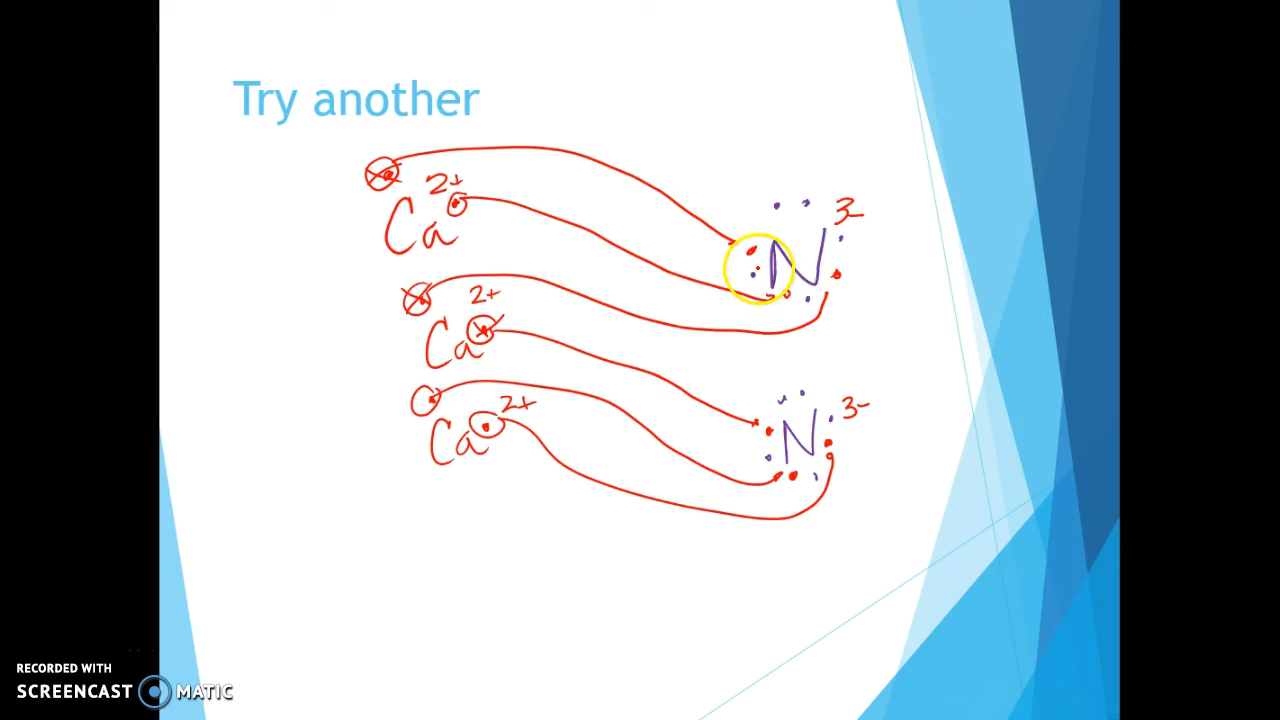 Try another
2+
Ca
3-
N
2+
Ca
2+
Ca
3-
N
RECORDED WITH
SCREENCAST MATIC